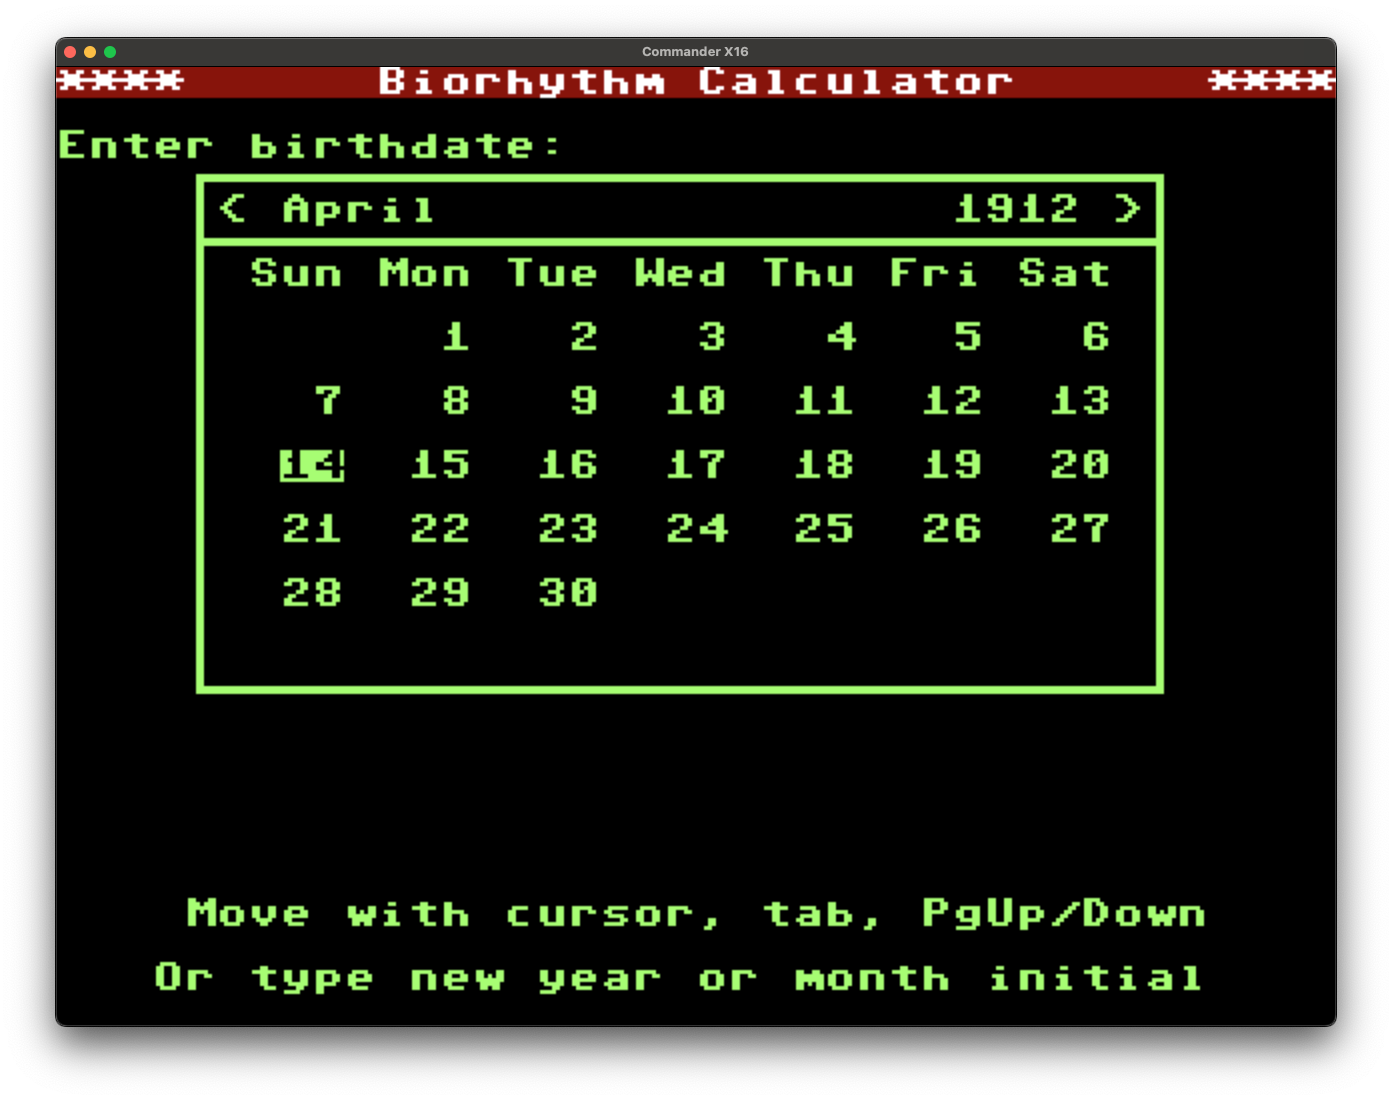 Commander X16
**** Biorhythm Calculator ****
Enter birthdate:
< April 1912 >
Sun Mon Tue Wed Thu Fri Sat
1 2 3 4 5 6
7 8 9 10 11 12 13
14 15 16 17 18 19 20
21 22 23 24 25 26 27
28 29 30
Move with cursor, tab, PgUp/Down
Or type new year or month initial